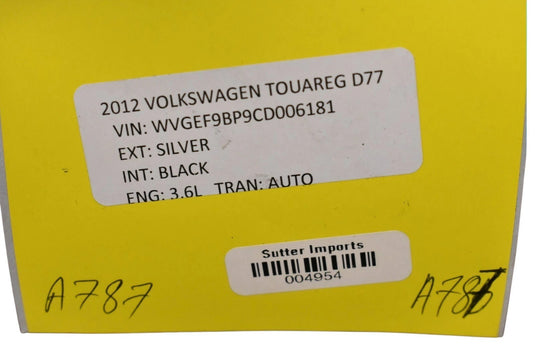 2012 VOLKSWAGEN TOUAREG D77
VIN: WVGEF9BP9CD006181
EXT: SILVER
INT: BLACK
ENG: 3.6L TRAN: AUTO
Sutter Imports
004954
A787
A787